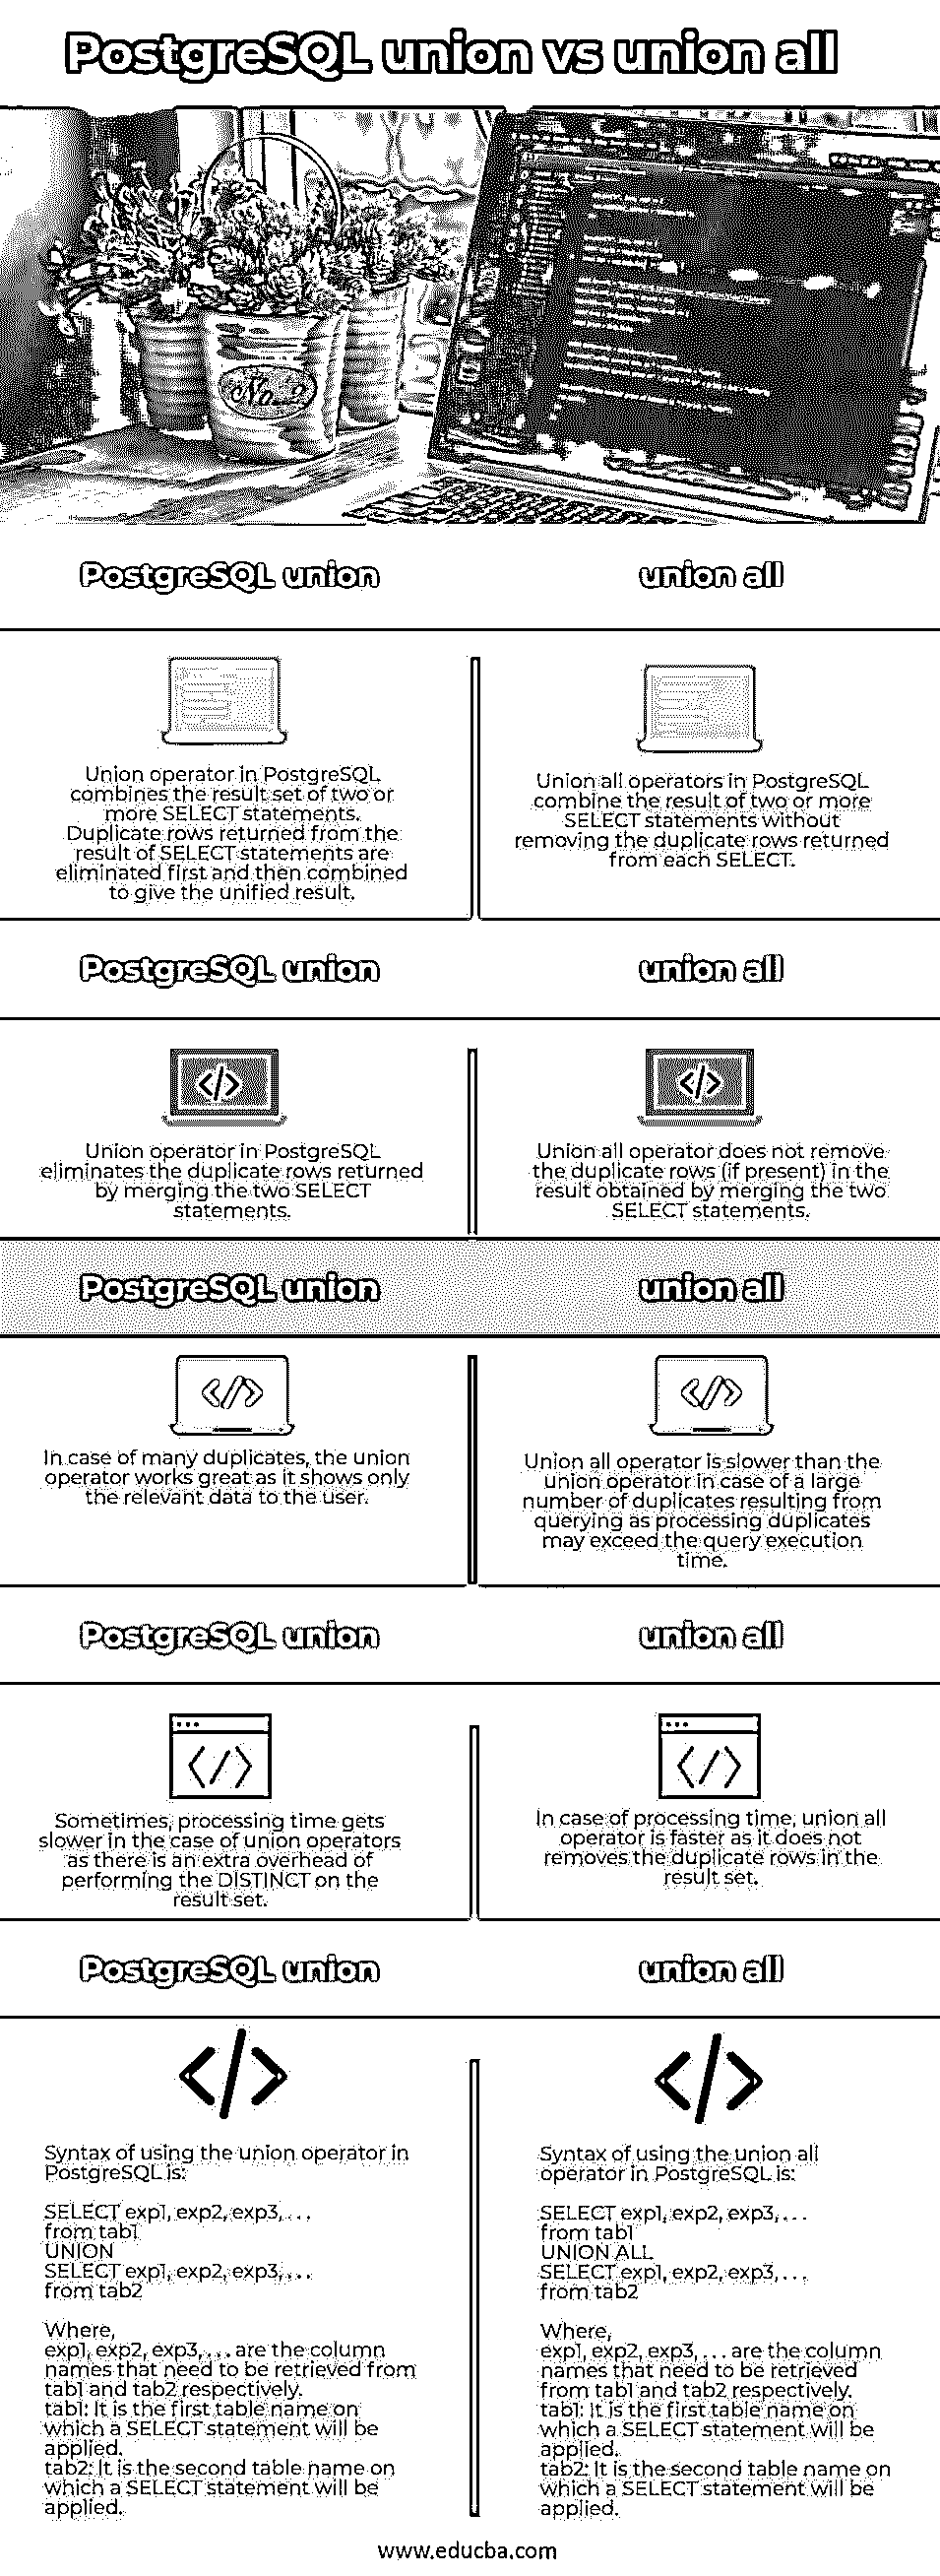 PostgreSQL union vs union all
No. 9
PostgreSQL union
union all
Union operator in PostgreSQL
combines the result set of two or
more SELECT statements.
Duplicate rows returned from the
result of SELECT statements are
eliminated first and then combined
to give the unified result.
Union all operators in PostgreSQL
combine the result of two or more
SELECT statements without
removing the duplicate rows returned
from each SELECT.
PostgreSQL union
union all
Union operator in PostgreSQL
eliminates the duplicate rows returned
by merging the two SELECT
statements.
Union all operator does not remove
the duplicate rows (if present) in the
result obtained by merging the two
SELECT statements.
PostgreSQL union
union all
In case of many duplicates, the union
operator works great as it shows only
the relevant data to the user.
Union all operator is slower than the
union operator in case of a large
number of duplicates resulting from
querying as processing duplicates
may exceed the query execution
time.
PostgreSQL union
union all
Sometimes, processing time gets
slower in the case of union operators
as there is an extra overhead of
performing the DISTINCT on the
result set.
In case of processing time, union all
operator is faster as it does not
removes the duplicate rows in the
result set.
PostgreSQL union
union all
Syntax of using the union operator in
PostgreSQL is:
SELECT exp1, exp2, exp3,...
from tab1
UNION
SELECT exp1, exp2, exp3,...
from tab2
Where,
exp1, exp2, exp3,.... are the column
names that need to be retrieved from
tab1 and tab2 respectively.
tab1: It is the first table name on
which a SELECT statement will be
applied.
tab2: It is the second table name on
which a SELECT statement will be
applied.
Syntax of using the union all
operator in PostgreSQL is:
SELECT exp1, exp2, exp3,...
from tab1
UNION ALL
SELECT exp1, exp2, exp3,...
from tab2
Where,
exp1, exp2, exp3,... are the column
names that need to be retrieved
from tab1 and tab2 respectively.
tab1: It is the first table name on
which a SELECT statement will be
applied.
tab2: It is the second table name on
which a SELECT statement will be
applied.
www.educba.com